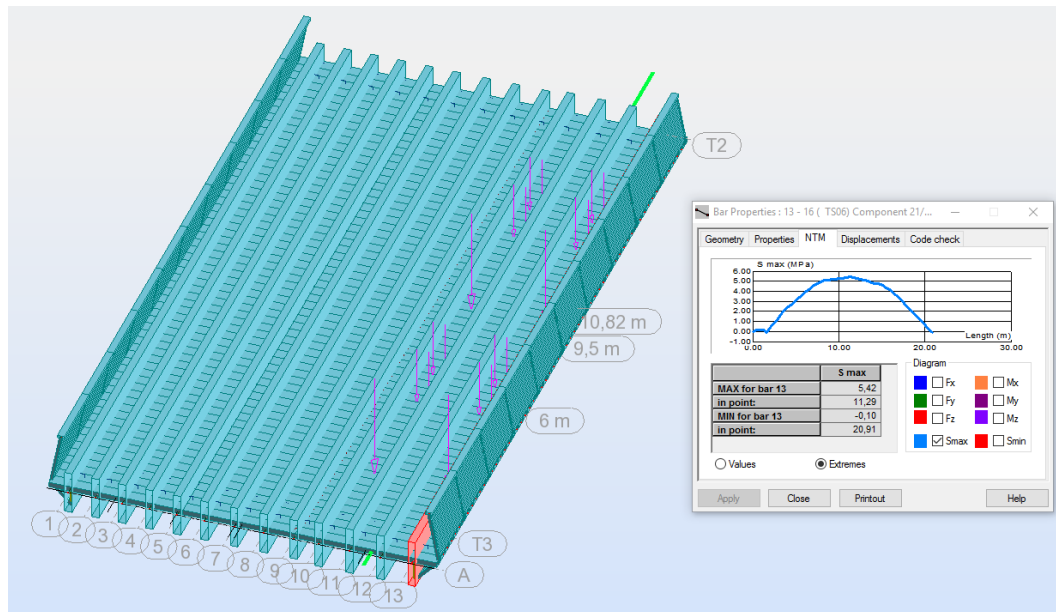 T2
10,82 m
9,5 m
6 m
T3
A
1
2
3
4
5
6
7
8
9
10
11
12
13
Bar Properties : 13 - 16 ( TS06) Component 21/...
Geometry Properties NTM Displacements Code check
S max (MPa)
6.00
5.00
4.00
3.00
2.00
1.00
0.00
-1.00
0.00 10.00 20.00 30.00
Length (m)
S max
MAX for bar 13 5,42
in point: 11,29
MIN for bar 13 -0,10
in point: 20,91
Diagram
Fx Mx
Fy My
Fz Mz
Smax Smin
Values Extremes
Apply Close Printout Help